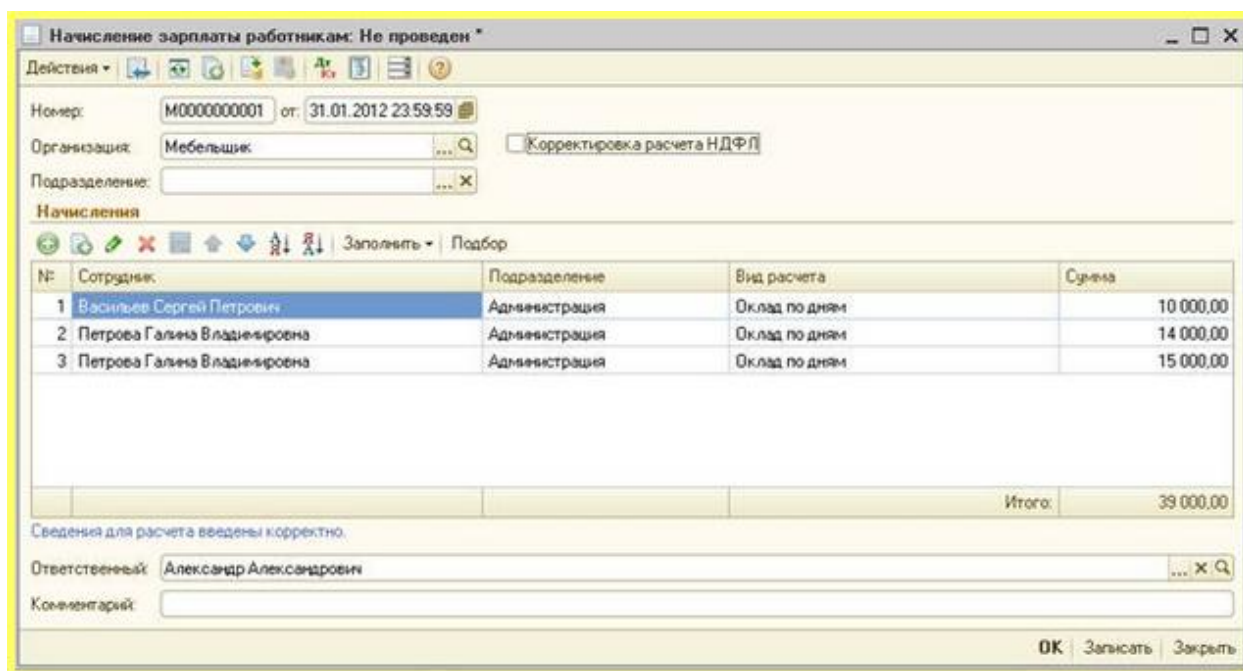 Начисление зарплаты работникам: Не проведен *
Действия
Номер: М0000000001 от: 31.01.2012 23:59:59
Организация: Мебельщик ... Корректировка расчета НДФЛ
Подразделение: ...
Начисления
Заполнить Подбор
№ Сотрудник Подразделение Вид расчета Сумма
1 Васильев Сергей Петрович Администрация Оклад по дням 10 000,00
2 Петрова Галина Владимировна Администрация Оклад по дням 14 000,00
3 Петрова Галина Владимировна Администрация Оклад по дням 15 000,00
Итого: 39 000,00
Сведения для расчета введены корректно.
Ответственный: Александр Александрович ...
Комментарий:
OK Записать Закрыть